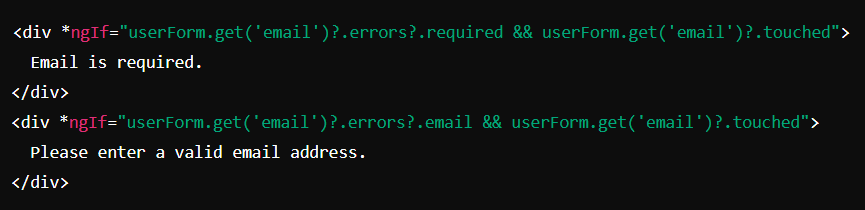 <div *ngIf="userForm.get('email')?.errors?.required && userForm.get('email')?.touched">
  Email is required.
</div>
<div *ngIf="userForm.get('email')?.errors?.email && userForm.get('email')?.touched">
  Please enter a valid email address.
</div>